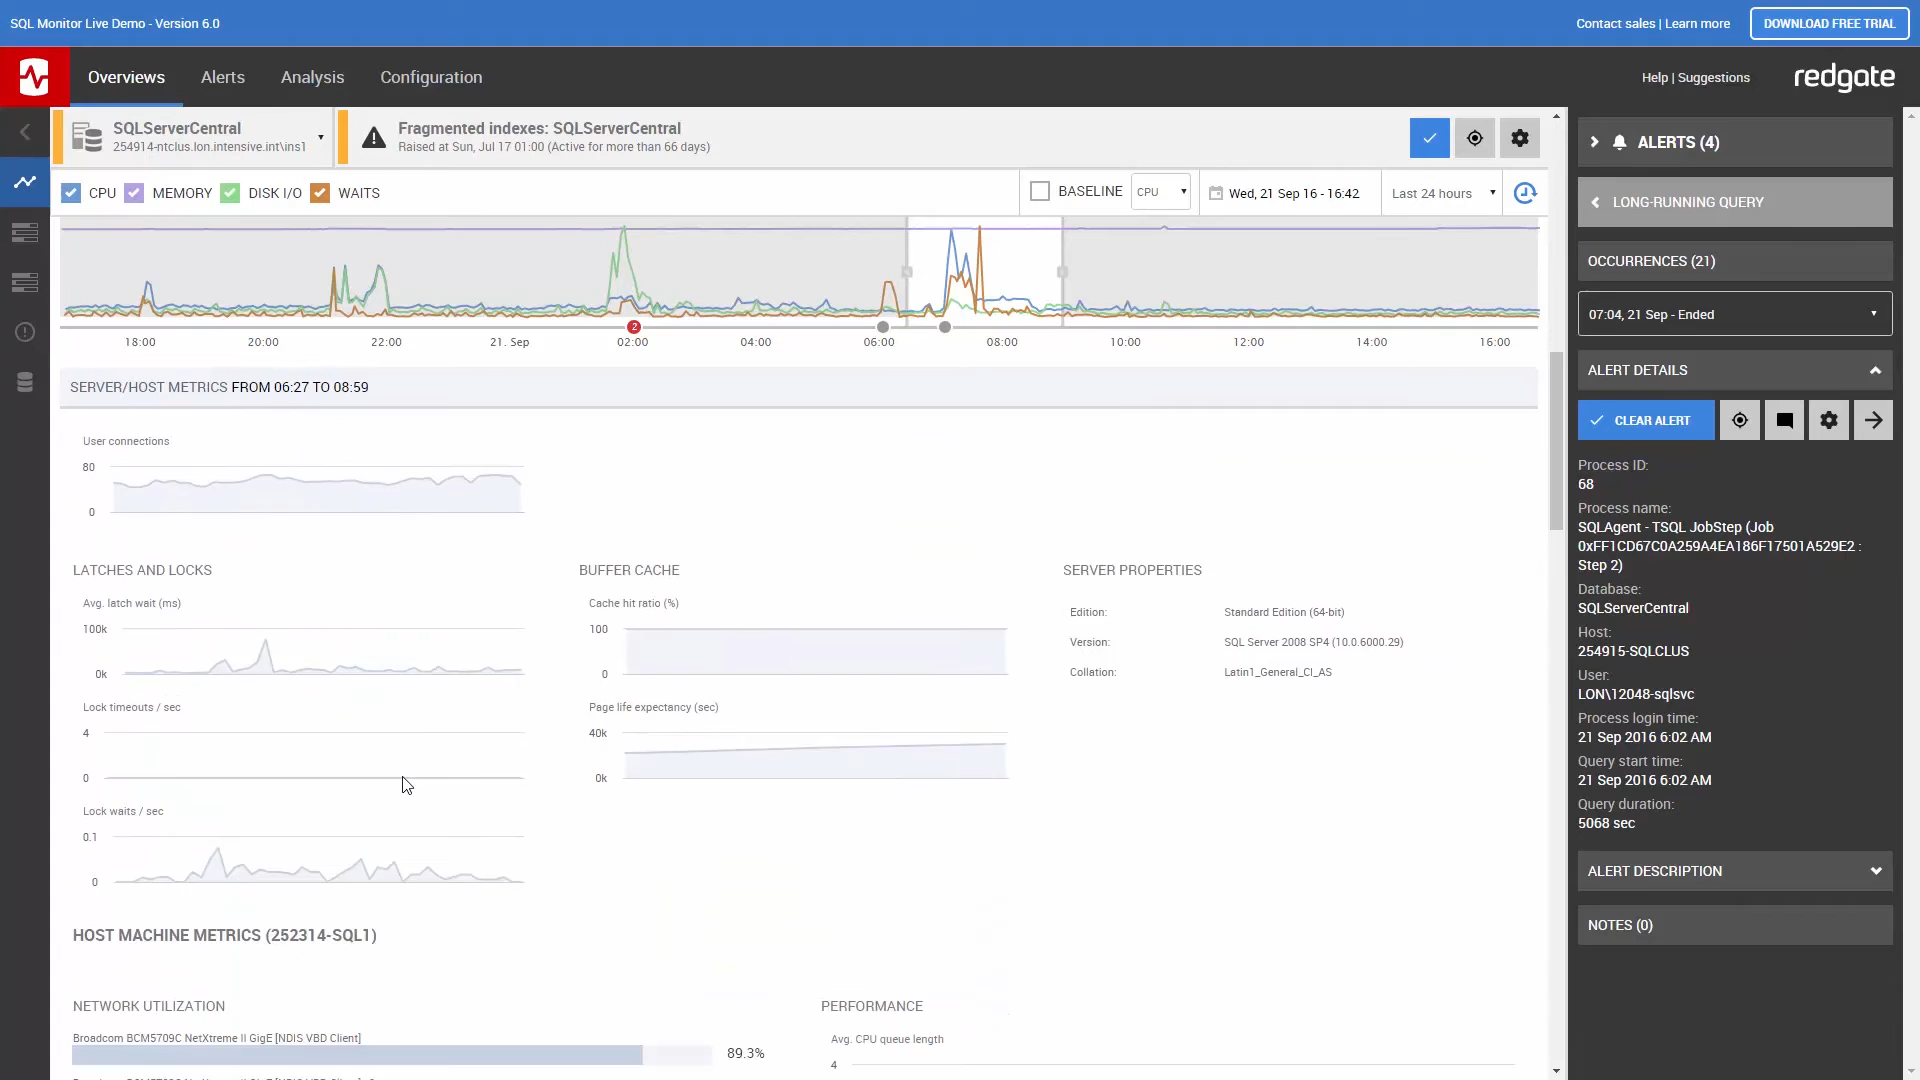 SQL Monitor Live Demo - Version 6.0
Contact sales | Learn more
DOWNLOAD FREE TRIAL
Overviews
Alerts
Analysis
Configuration
Help | Suggestions
redgate
SQLServerCentral
254914-ntclus.lon.intensive.int\ins1
Fragmented indexes: SQLServerCentral
Raised at Sun, Jul 17 01:00 (Active for more than 66 days)
CPU
MEMORY
DISK I/O
WAITS
BASELINE
CPU
Wed, 21 Sep 16 - 16:42
Last 24 hours
2
18:00
20:00
22:00
21. Sep
02:00
04:00
06:00
08:00
10:00
12:00
14:00
16:00
SERVER/HOST METRICS FROM 06:27 TO 08:59
User connections
80
0
LATCHES AND LOCKS
Avg. latch wait (ms)
100k
0k
Lock timeouts / sec
4
0
Lock waits / sec
0.1
0
BUFFER CACHE
Cache hit ratio (%)
100
0
Page life expectancy (sec)
40k
0k
SERVER PROPERTIES
Edition: Standard Edition (64-bit)
Version: SQL Server 2008 SP4 (10.0.6000.29)
Collation: Latin1_General_CI_AS
HOST MACHINE METRICS (252314-SQL1)
NETWORK UTILIZATION
Broadcom BCM5709C NetXtreme II GigE [NDIS VBD Client]
89.3%
PERFORMANCE
Avg. CPU queue length
4
ALERTS (4)
LONG-RUNNING QUERY
OCCURRENCES (21)
07:04, 21 Sep - Ended
ALERT DETAILS
CLEAR ALERT
Process ID:
68
Process name:
SQLAgent - TSQL JobStep (Job
0xFF1CD67C0A259A4EA186F17501A529E2 :
Step 2)
Database:
SQLServerCentral
Host:
254915-SQLCLUS
User:
LON\12048-sqlsvc
Process login time:
21 Sep 2016 6:02 AM
Query start time:
21 Sep 2016 6:02 AM
Query duration:
5068 sec
ALERT DESCRIPTION
NOTES (0)